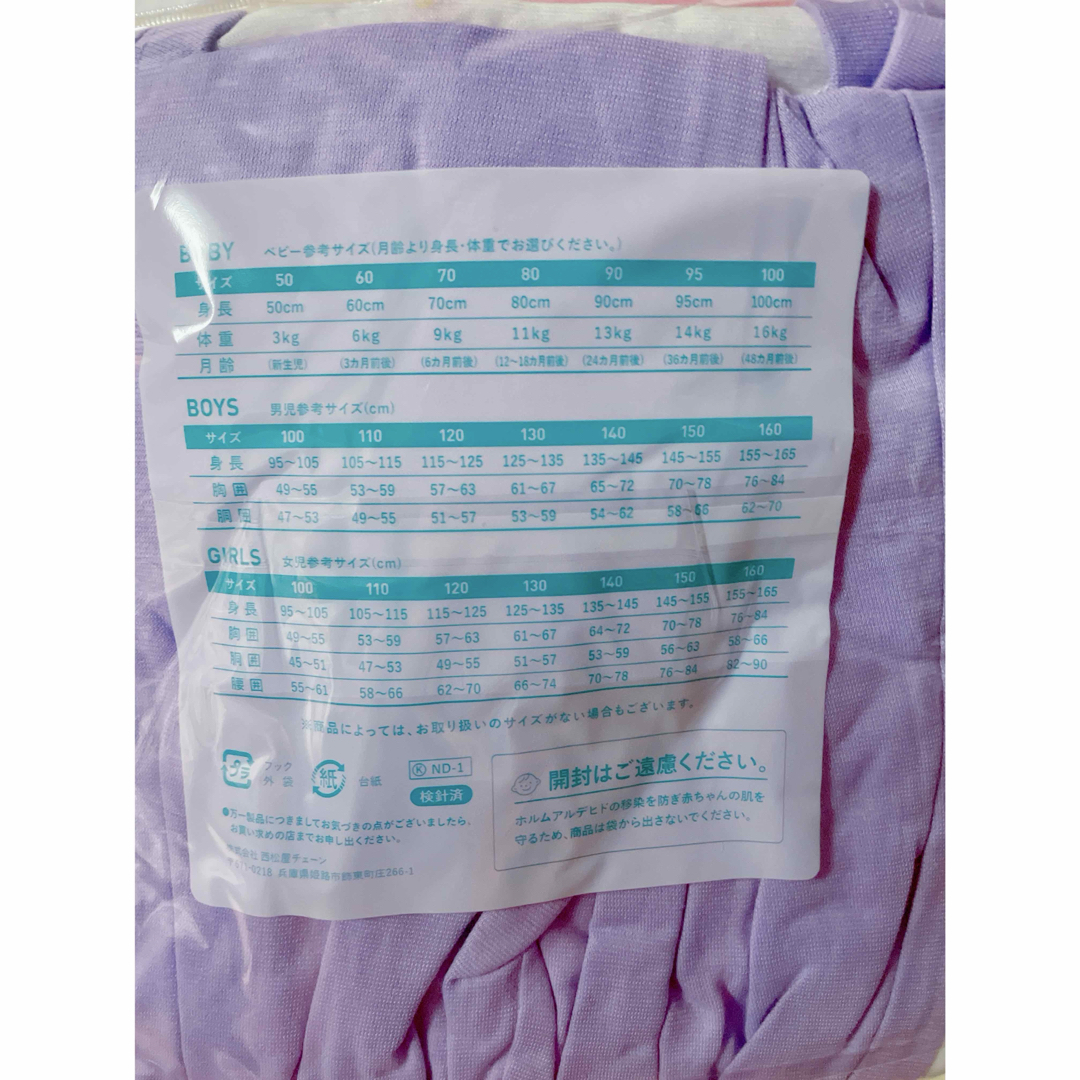 BABY ベビー参考サイズ(月齢より身長・体重でお選びください。)
サイズ 50 60 70 80 90 95 100
身長 50cm 60cm 70cm 80cm 90cm 95cm 100cm
体重 3kg 6kg 9kg 11kg 13kg 14kg 16kg
月齢 (新生児) (3カ月前後) (6カ月前後) (12〜18カ月前後) (24カ月前後) (36カ月前後) (48カ月前後)
BOYS 男児参考サイズ(cm)
サイズ 100 110 120 130 140 150 160
身長 95〜105 105〜115 115〜125 125〜135 135〜145 145〜155 155〜165
胸囲 49〜55 53〜59 57〜63 61〜67 65〜72 70〜78 76〜84
胴囲 47〜53 49〜55 51〜57 53〜59 54〜62 58〜66 62〜70
GIRLS 女児参考サイズ(cm)
サイズ 100 110 120 130 140 150 160
身長 95〜105 105〜115 115〜125 125〜135 135〜145 145〜155 155〜165
胸囲 49〜55 53〜59 57〜63 61〜67 64〜72 70〜78 76〜84
胴囲 45〜51 47〜53 49〜55 51〜57 53〜59 56〜63 58〜66
腰囲 55〜61 58〜66 62〜70 66〜74 70〜78 76〜84 82〜90
※商品によっては、お取り扱いのサイズがない場合もございます。
プラ フック
外袋
紙 台紙
Ⓚ ND-1
検針済
●万一製品につきましてお気づきの点がございましたら、
お買い求めの店までお申し出ください。
株式会社 西松屋チェーン
〒671-0218 兵庫県姫路市飾東町庄266-1
開封はご遠慮ください。
ホルムアルデヒドの移染を防ぎ赤ちゃんの肌を
守るため、商品は袋から出さないでください。